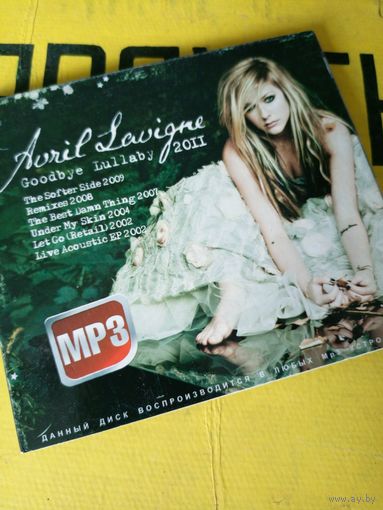 Avril Lavigne
Goodbye Lullaby 2011
The Softer Side 2009
Remixes 2008
The Best Damn Thing 2007
Under My Skin 2004
Let Go (Retail) 2002
Live Acoustic EP 2002
MP3
ДАННЫЙ ДИСК ВОСПРОИЗВОДИТСЯ В ЛЮБЫХ MP3
www.ay.by